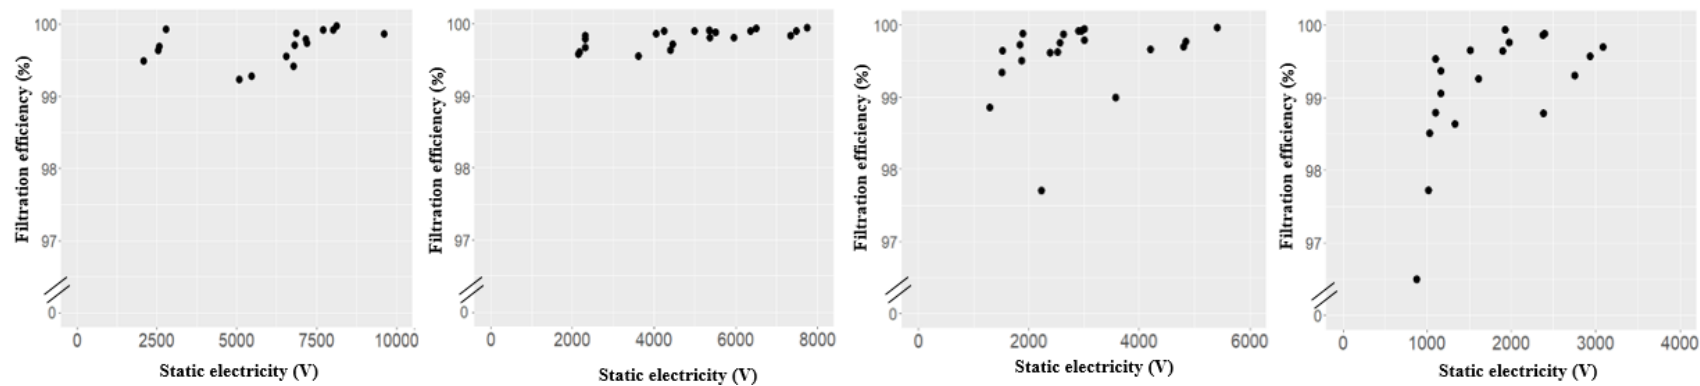 Filtration efficiency (%)
100
99
98
97
0
0 2500 5000 7500 10000
Static electricity (V)
Filtration efficiency (%)
100
99
98
97
0
0 2000 4000 6000 8000
Static electricity (V)
Filtration efficiency (%)
100
99
98
97
0
0 2000 4000 6000
Static electricity (V)
Filtration efficiency (%)
100
99
98
97
0
0 1000 2000 3000 4000
Static electricity (V)